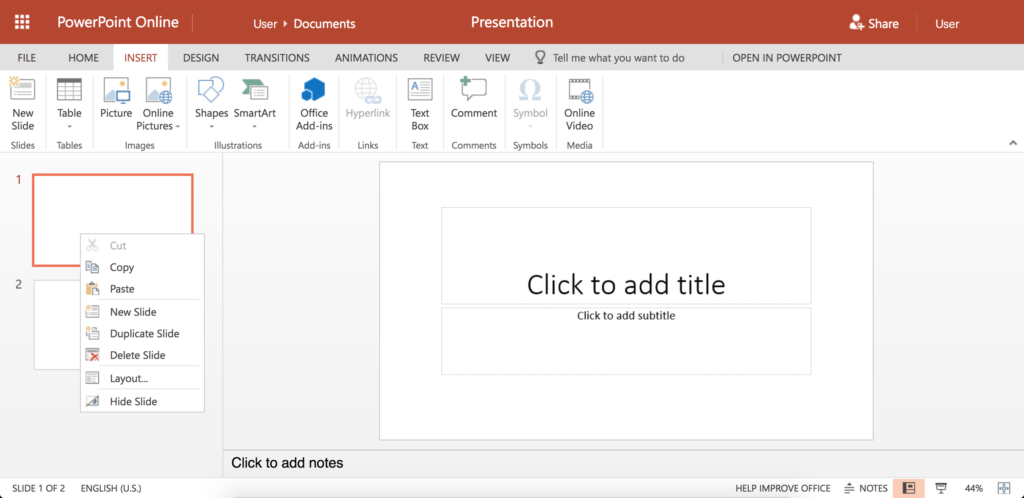 PowerPoint Online
User ▸ Documents
Presentation
Share
User
FILE
HOME
INSERT
DESIGN
TRANSITIONS
ANIMATIONS
REVIEW
VIEW
Tell me what you want to do
OPEN IN POWERPOINT
New
Slide
Table
Picture
Online
Pictures
Shapes
SmartArt
Office
Add-ins
Hyperlink
Text
Box
Comment
Symbol
Online
Video
Slides
Tables
Images
Illustrations
Add-ins
Links
Text
Comments
Symbols
Media
1
2
Cut
Copy
Paste
New Slide
Duplicate Slide
Delete Slide
Layout...
Hide Slide
Click to add title
Click to add subtitle
Click to add notes
SLIDE 1 OF 2
ENGLISH (U.S.)
HELP IMPROVE OFFICE
NOTES
44%